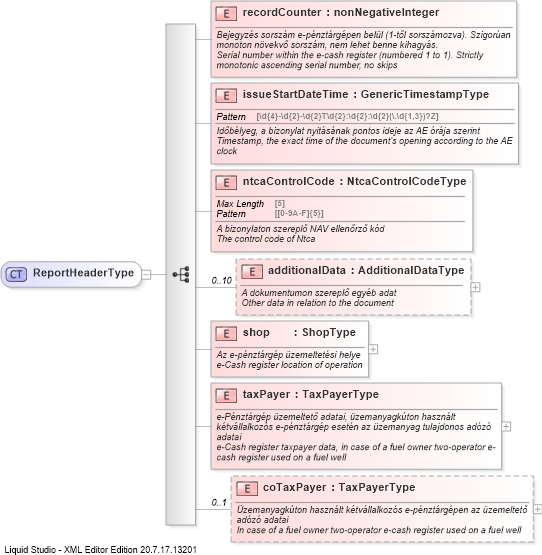 E recordCounter : nonNegativeInteger
Bejegyzés sorszám e-pénztárgépen belül (1-től sorszámozva). Szigorúan
monoton növekvő sorszám, nem lehet benne kihagyás.
Serial number within the e-cash register (numbered 1 to 1). Strictly
monotonic ascending serial number, no skips
E issueStartDateTime : GenericTimestampType
Pattern [\d{4}-\d{2}-\d{2}T\d{2}:\d{2}:\d{2}(\.\d{1,3})?Z]
Időbélyeg, a bizonylat nyitásának pontos ideje az AE órája szerint
Timestamp, the exact time of the document's opening according to the AE
clock
E ntcaControlCode : NtcaControlCodeType
Max Length [5]
Pattern [[0-9A-F]{5}]
A bizonylaton szereplő NAV ellenőrző kód
The control code of Ntca
CT ReportHeaderType
0..10
E additionalData : AdditionalDataType
A dokumentumon szereplő egyéb adat
Other data in relation to the document
E shop : ShopType
Az e-pénztárgép üzemeltetési helye
e-Cash register location of operation
E taxPayer : TaxPayerType
e-Pénztárgép üzemeltető adatai, üzemanyagkúton használt
kétvállalkozós e-pénztárgép esetén az üzemanyag tulajdonos adózó
adatai
e-Cash register taxpayer data, in case of a fuel owner two-operator e-
cash register used on a fuel well
0..1
E coTaxPayer : TaxPayerType
Üzemanyagkúton használt kétvállalkozós e-pénztárgépen az üzemeltető
adózó adatai
In case of a fuel owner two-operator e-cash register used on a fuel well
Liquid Studio - XML Editor Edition 20.7.17.13201